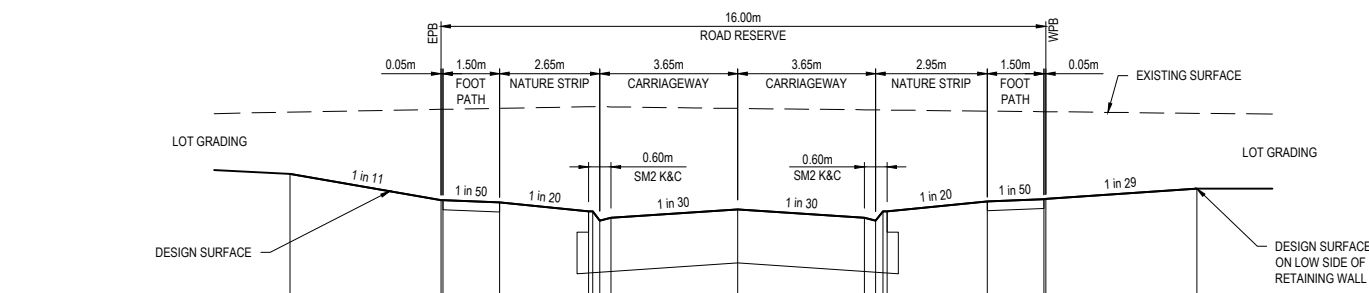 16.00m
ROAD RESERVE
EPB
WPB
0.05m
1.50m
2.65m
3.65m
3.65m
2.95m
1.50m
0.05m
FOOT
PATH
NATURE STRIP
CARRIAGEWAY
CARRIAGEWAY
NATURE STRIP
FOOT
PATH
EXISTING SURFACE
LOT GRADING
LOT GRADING
0.60m
SM2 K&C
0.60m
SM2 K&C
1 in 11
1 in 50
1 in 20
1 in 30
1 in 30
1 in 20
1 in 50
1 in 29
DESIGN SURFACE
DESIGN SURFACE
ON LOW SIDE OF
RETAINING WALL